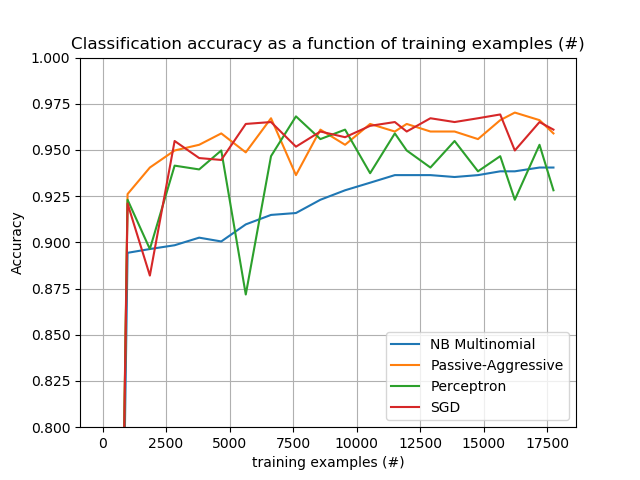 Classification accuracy as a function of training examples (#)
1.000
0.975
0.950
0.925
0.900
0.875
0.850
0.825
0.800
Accuracy
NB Multinomial
Passive-Aggressive
Perceptron
SGD
0 2500 5000 7500 10000 12500 15000 17500
training examples (#)